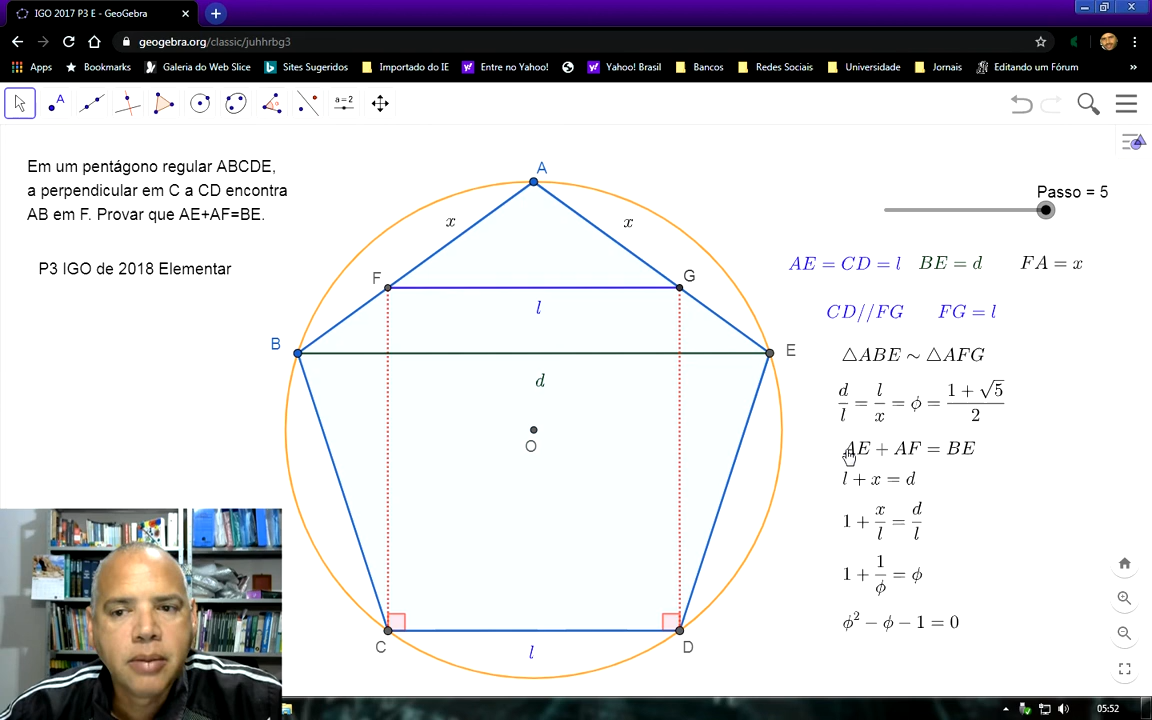 IGO 2017 P3 E - GeoGebra
geogebra.org/classic/juhhrbg3
Apps Bookmarks Galeria do Web Slice Sites Sugeridos Importado do IE Entre no Yahoo! Yahoo! Brasil Bancos Redes Sociais Universidade Jornais Editando um Fórum »
A a=2
Em um pentágono regular ABCDE,
a perpendicular em C a CD encontra
AB em F. Provar que AE+AF=BE.
P3 IGO de 2018 Elementar
Passo = 5
A
x x
F G
l
B E
d
O
C D
l
AE = CD = l BE = d FA = x
CD//FG FG = l
△ABE ∼ △AFG
d/l = l/x = ϕ = (1 + √5)/2
AE + AF = BE
l + x = d
1 + x/l = d/l
1 + 1/ϕ = ϕ
ϕ² − ϕ − 1 = 0
05:52